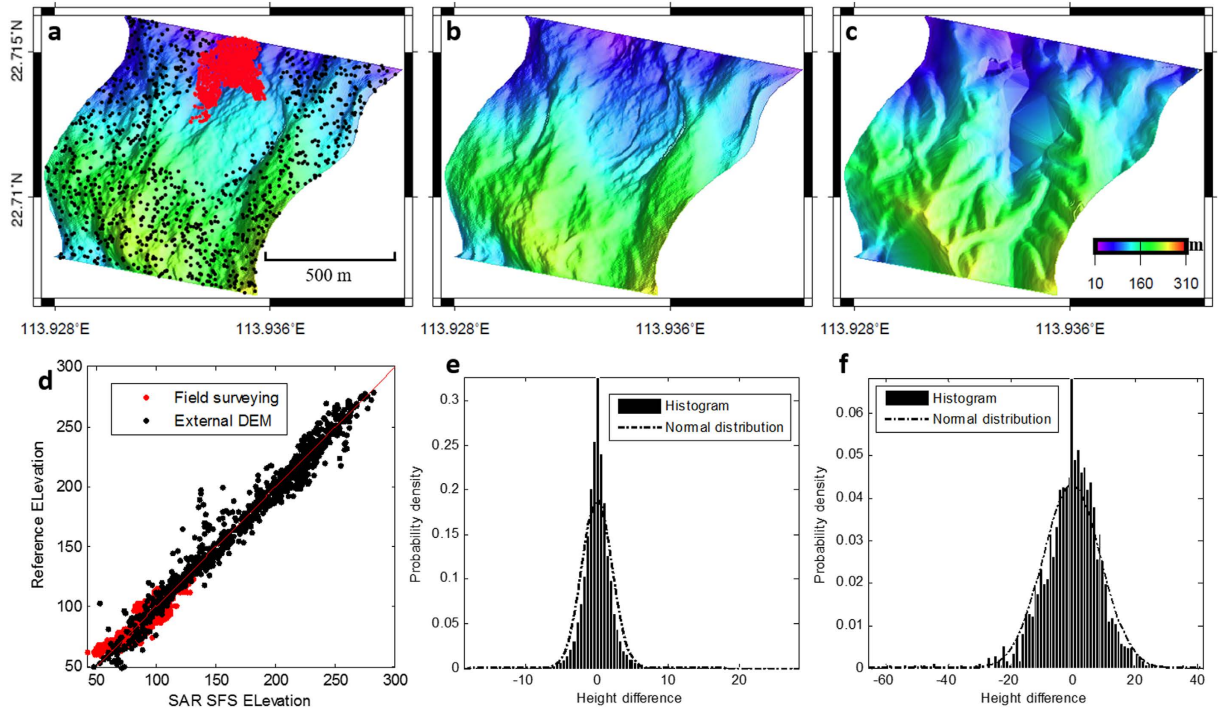 a
b
c
22.715°N
22.71°N
500 m
m
10 160 310
113.928°E 113.936°E
113.928°E 113.936°E
113.928°E 113.936°E
d
300
250
200
150
100
50
Reference ELevation
Field surveying
External DEM
50 100 150 200 250 300
SAR SFS ELevation
e
0.3
0.25
0.2
0.15
0.1
0.05
0
Probability density
Histogram
Normal distribution
-10 0 10 20
Height difference
f
0.06
0.05
0.04
0.03
0.02
0.01
0
Probability density
Histogram
Normal distribution
-60 -40 -20 0 20 40
Height difference